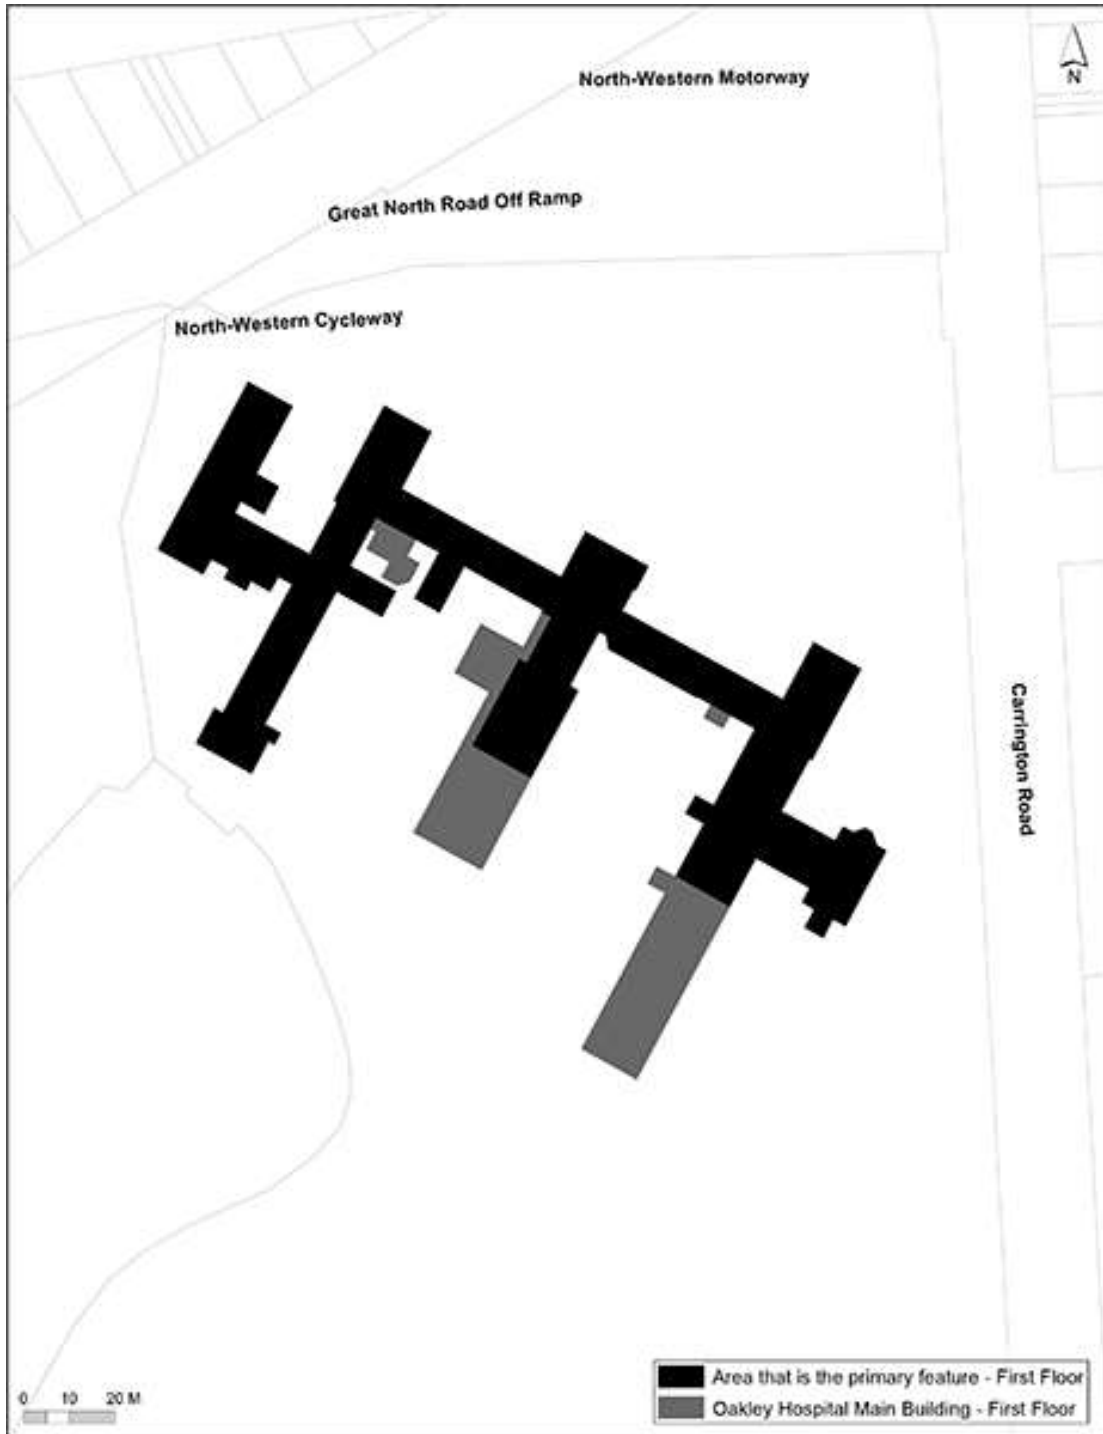 North-Western Motorway
N
Great North Road Off Ramp
North-Western Cycleway
Carrington Road
Area that is the primary feature - First Floor
Oakley Hospital Main Building - First Floor
0 10 20 M